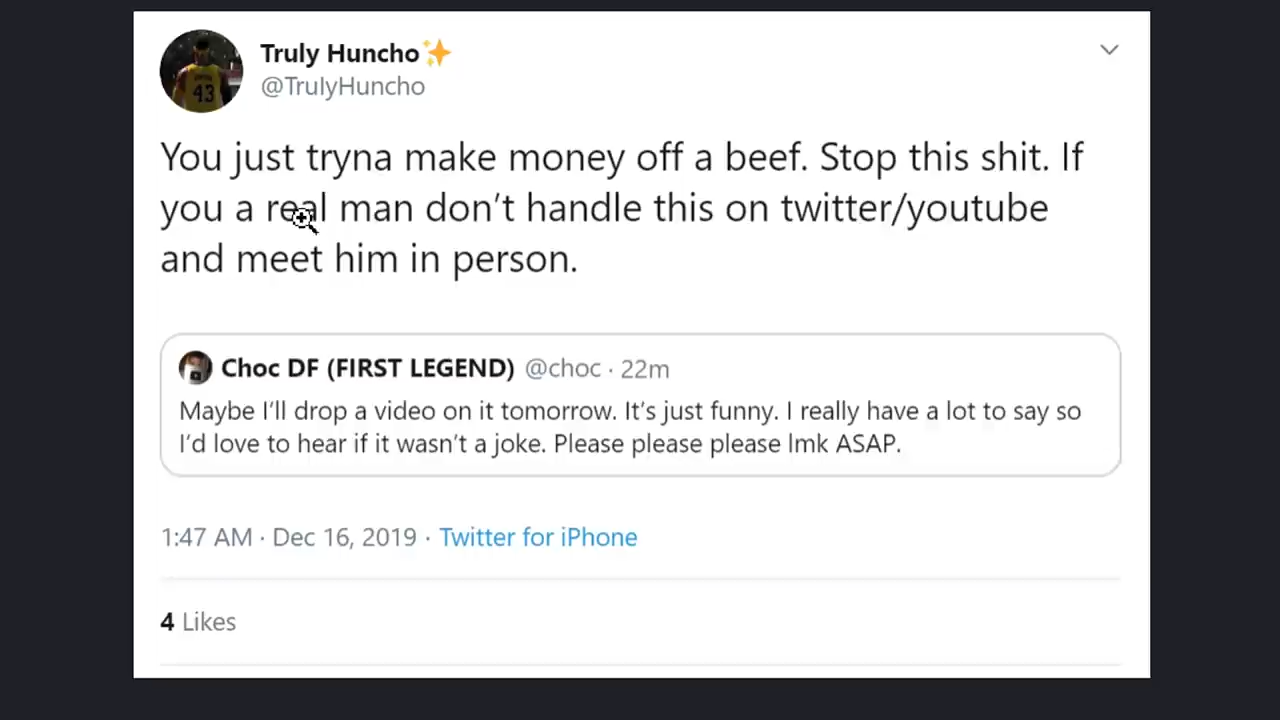 Truly Huncho✨
@TrulyHuncho
You just tryna make money off a beef. Stop this shit. If
you a real man don’t handle this on twitter/youtube
and meet him in person.
Choc DF (FIRST LEGEND) @choc · 22m
Maybe I’ll drop a video on it tomorrow. It’s just funny. I really have a lot to say so
I’d love to hear if it wasn’t a joke. Please please please lmk ASAP.
1:47 AM · Dec 16, 2019 · Twitter for iPhone
4 Likes
43